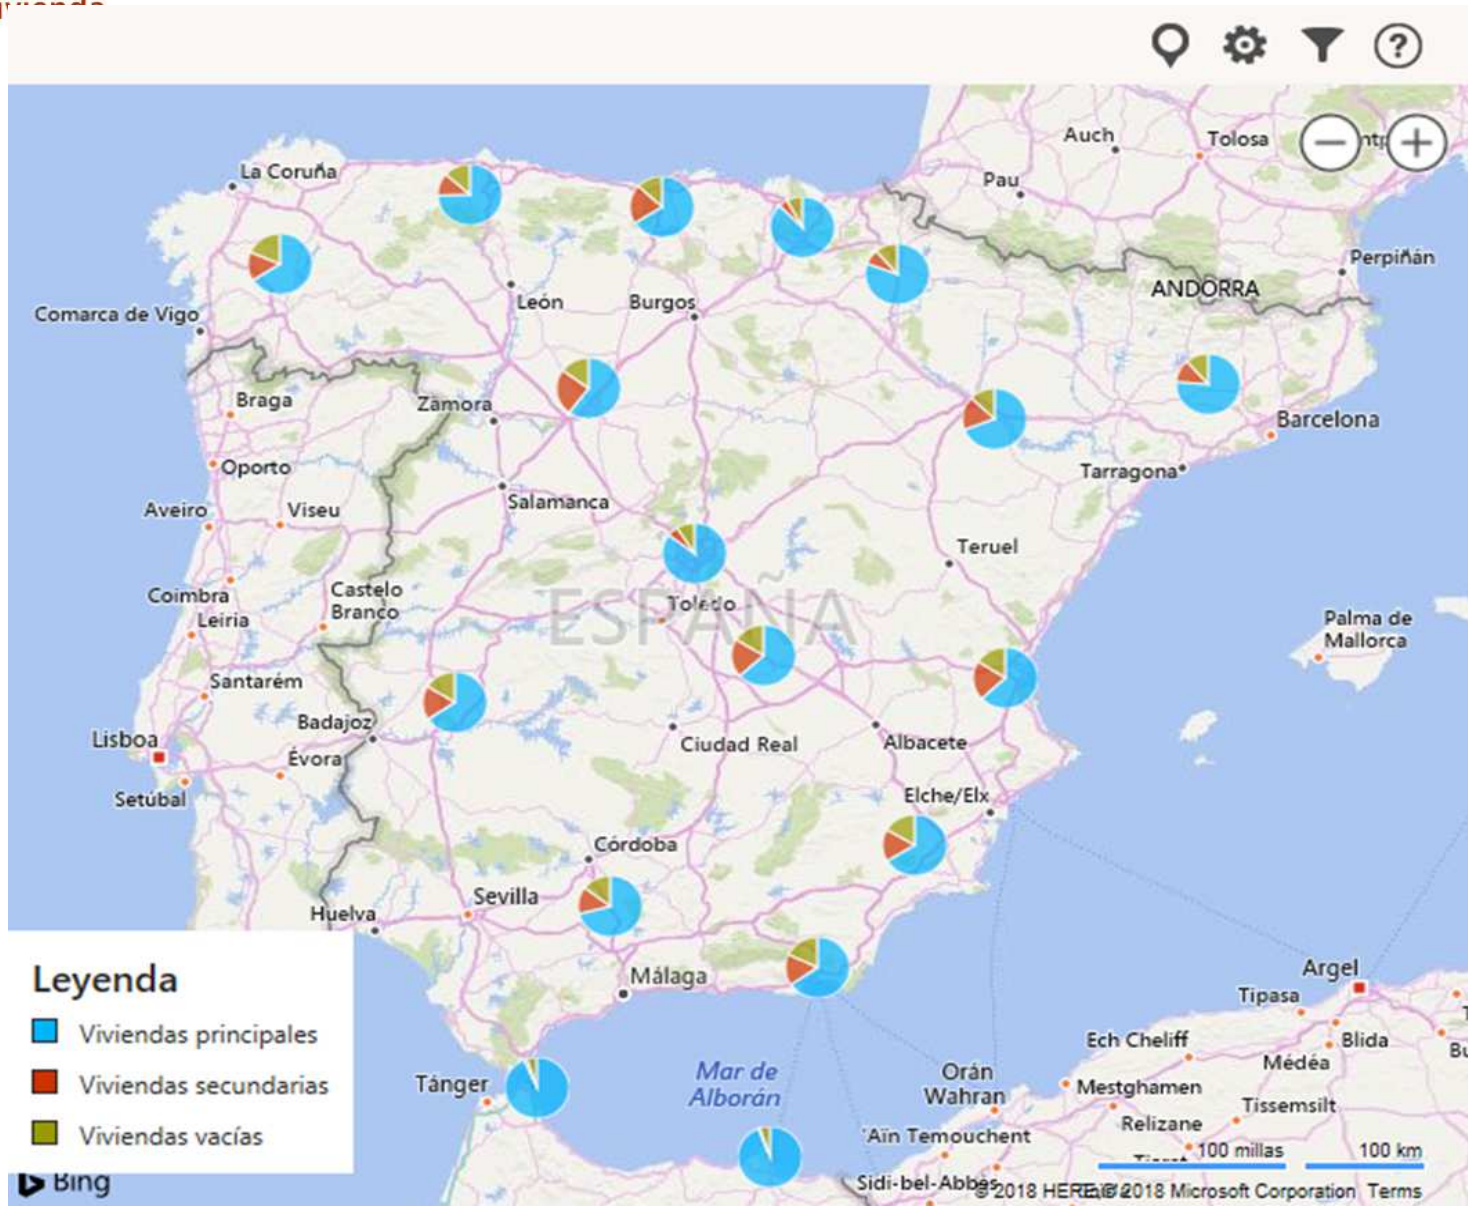 La Coruña
Auch
Tolosa
Pau
Perpiñán
ANDORRA
León
Burgos
Comarca de Vigo
Braga
Zamora
Barcelona
Oporto
Tarragona
Salamanca
Aveiro
Viseu
Teruel
Coimbra
Castelo
Branco
Leiria
ESPAÑA
Toledo
Palma de
Mallorca
Santarém
Badajoz
Lisboa
Ciudad Real
Albacete
Évora
Setúbal
Elche/Elx
Córdoba
Sevilla
Huelva
Málaga
Argel
Tipasa
Leyenda
Viviendas principales
Viviendas secundarias
Viviendas vacías
Ech Cheliff
Blida
Médéa
Tánger
Mar de
Alborán
Orán
Wahran
Mestghamen
Tissemsilt
Relizane
'Aïn Temouchent
100 millas
100 km
Sidi-bel-Abbès
Bing
© 2018 HERE, © 2018 Microsoft Corporation Terms